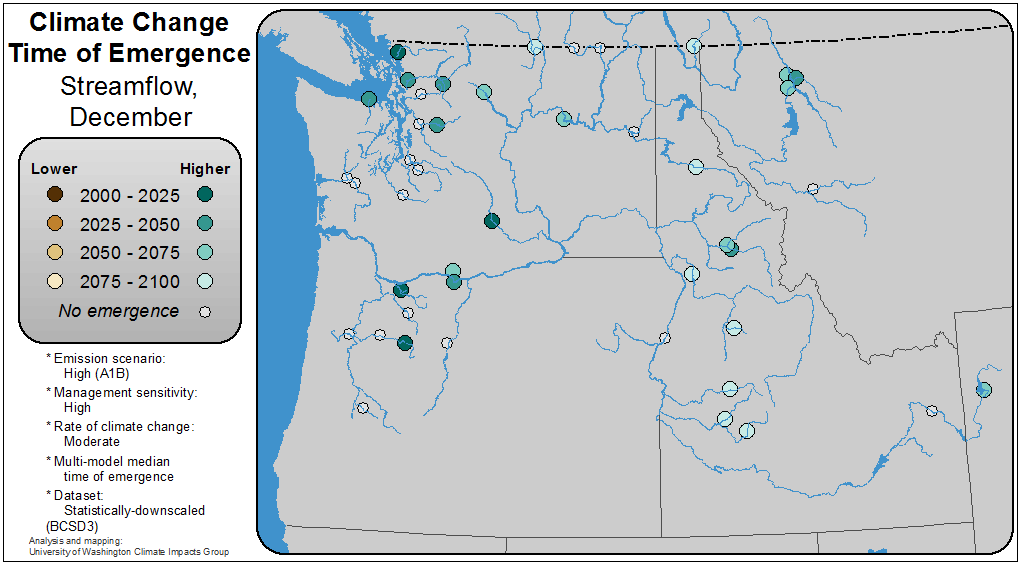 Climate Change
Time of Emergence
Streamflow,
December
Lower Higher
2000 - 2025
2025 - 2050
2050 - 2075
2075 - 2100
No emergence
* Emission scenario:
High (A1B)
* Management sensitivity:
High
* Rate of climate change:
Moderate
* Multi-model median
time of emergence
* Dataset:
Statistically-downscaled
(BCSD3)
Analysis and mapping:
University of Washington Climate Impacts Group